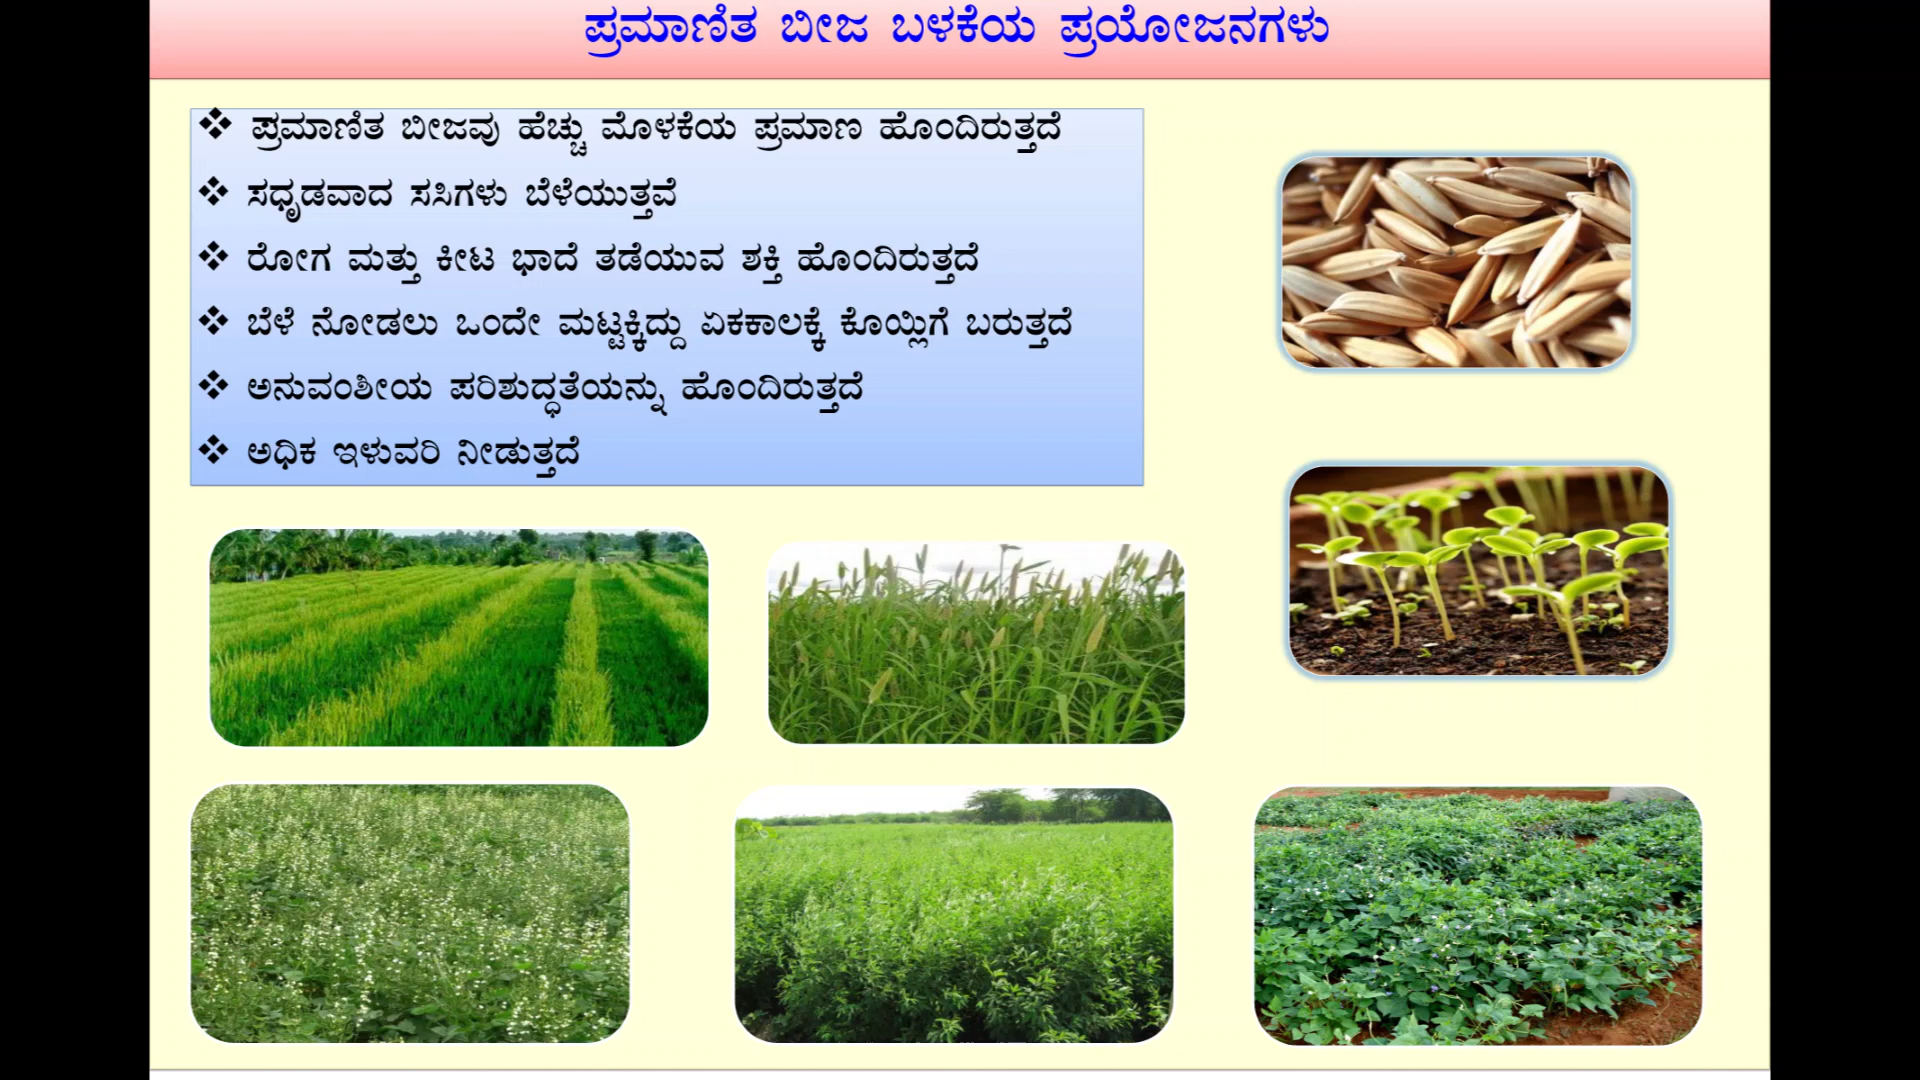 ಪ್ರಮಾಣಿತ ಬೀಜ ಬಳಕೆಯ ಪ್ರಯೋಜನಗಳು
❖ ಪ್ರಮಾಣಿತ ಬೀಜವು ಹೆಚ್ಚು ಮೊಳಕೆಯ ಪ್ರಮಾಣ ಹೊಂದಿರುತ್ತದೆ
❖ ಸಧೃಡವಾದ ಸಸಿಗಳು ಬೆಳೆಯುತ್ತವೆ
❖ ರೋಗ ಮತ್ತು ಕೀಟ ಭಾದೆ ತಡೆಯುವ ಶಕ್ತಿ ಹೊಂದಿರುತ್ತದೆ
❖ ಬೆಳೆ ನೋಡಲು ಒಂದೇ ಮಟ್ಟಕ್ಕಿದ್ದು ಏಕಕಾಲಕ್ಕೆ ಕೊಯ್ಲಿಗೆ ಬರುತ್ತದೆ
❖ ಅನುವಂಶೀಯ ಪರಿಶುದ್ಧತೆಯನ್ನು ಹೊಂದಿರುತ್ತದೆ
❖ ಅಧಿಕ ಇಳುವರಿ ನೀಡುತ್ತದೆ